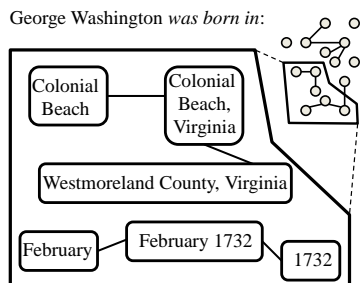 George Washington was born in:
Colonial
Beach
Colonial
Beach,
Virginia
Westmoreland County, Virginia
February
February 1732
1732